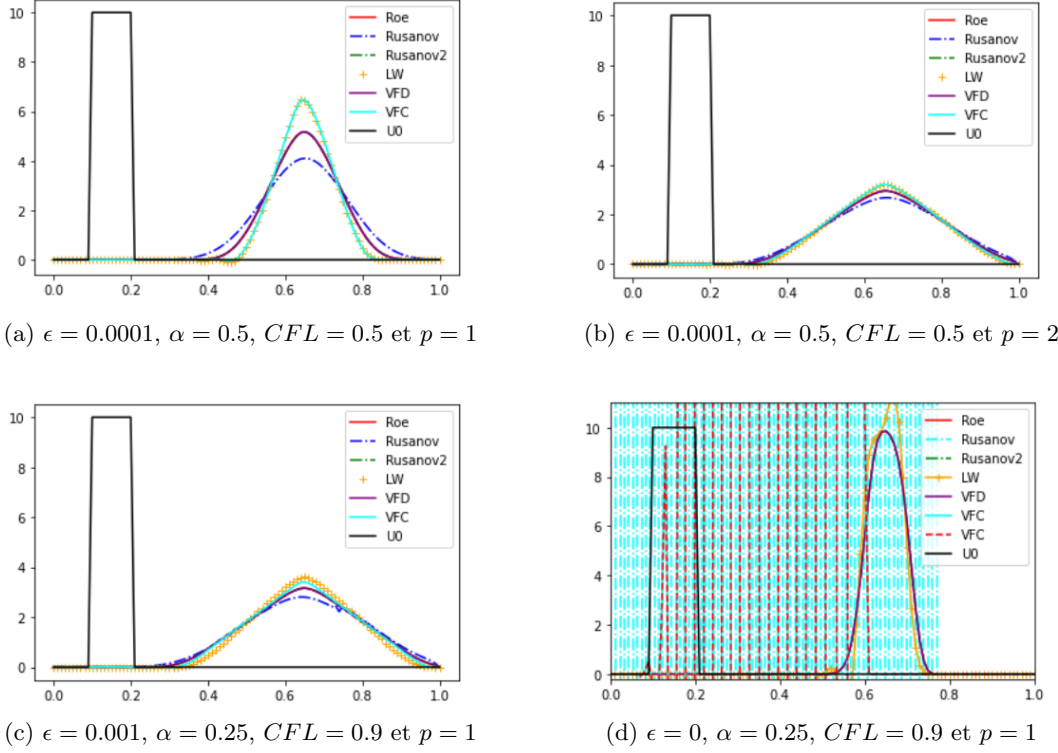 10
8
6
4
2
0
0.0 0.2 0.4 0.6 0.8 1.0
Roe
Rusanov
Rusanov2
LW
VFD
VFC
U0
(a) ϵ = 0.0001, α = 0.5, CFL = 0.5 et p = 1
10
8
6
4
2
0
0.0 0.2 0.4 0.6 0.8 1.0
Roe
Rusanov
Rusanov2
LW
VFD
VFC
U0
(b) ϵ = 0.0001, α = 0.5, CFL = 0.5 et p = 2
10
8
6
4
2
0
0.0 0.2 0.4 0.6 0.8 1.0
Roe
Rusanov
Rusanov2
LW
VFD
VFC
U0
(c) ϵ = 0.001, α = 0.25, CFL = 0.9 et p = 1
10
8
6
4
2
0
0.0 0.2 0.4 0.6 0.8 1.0
Roe
Rusanov
Rusanov2
LW
VFD
VFC
VFC
U0
(d) ϵ = 0, α = 0.25, CFL = 0.9 et p = 1